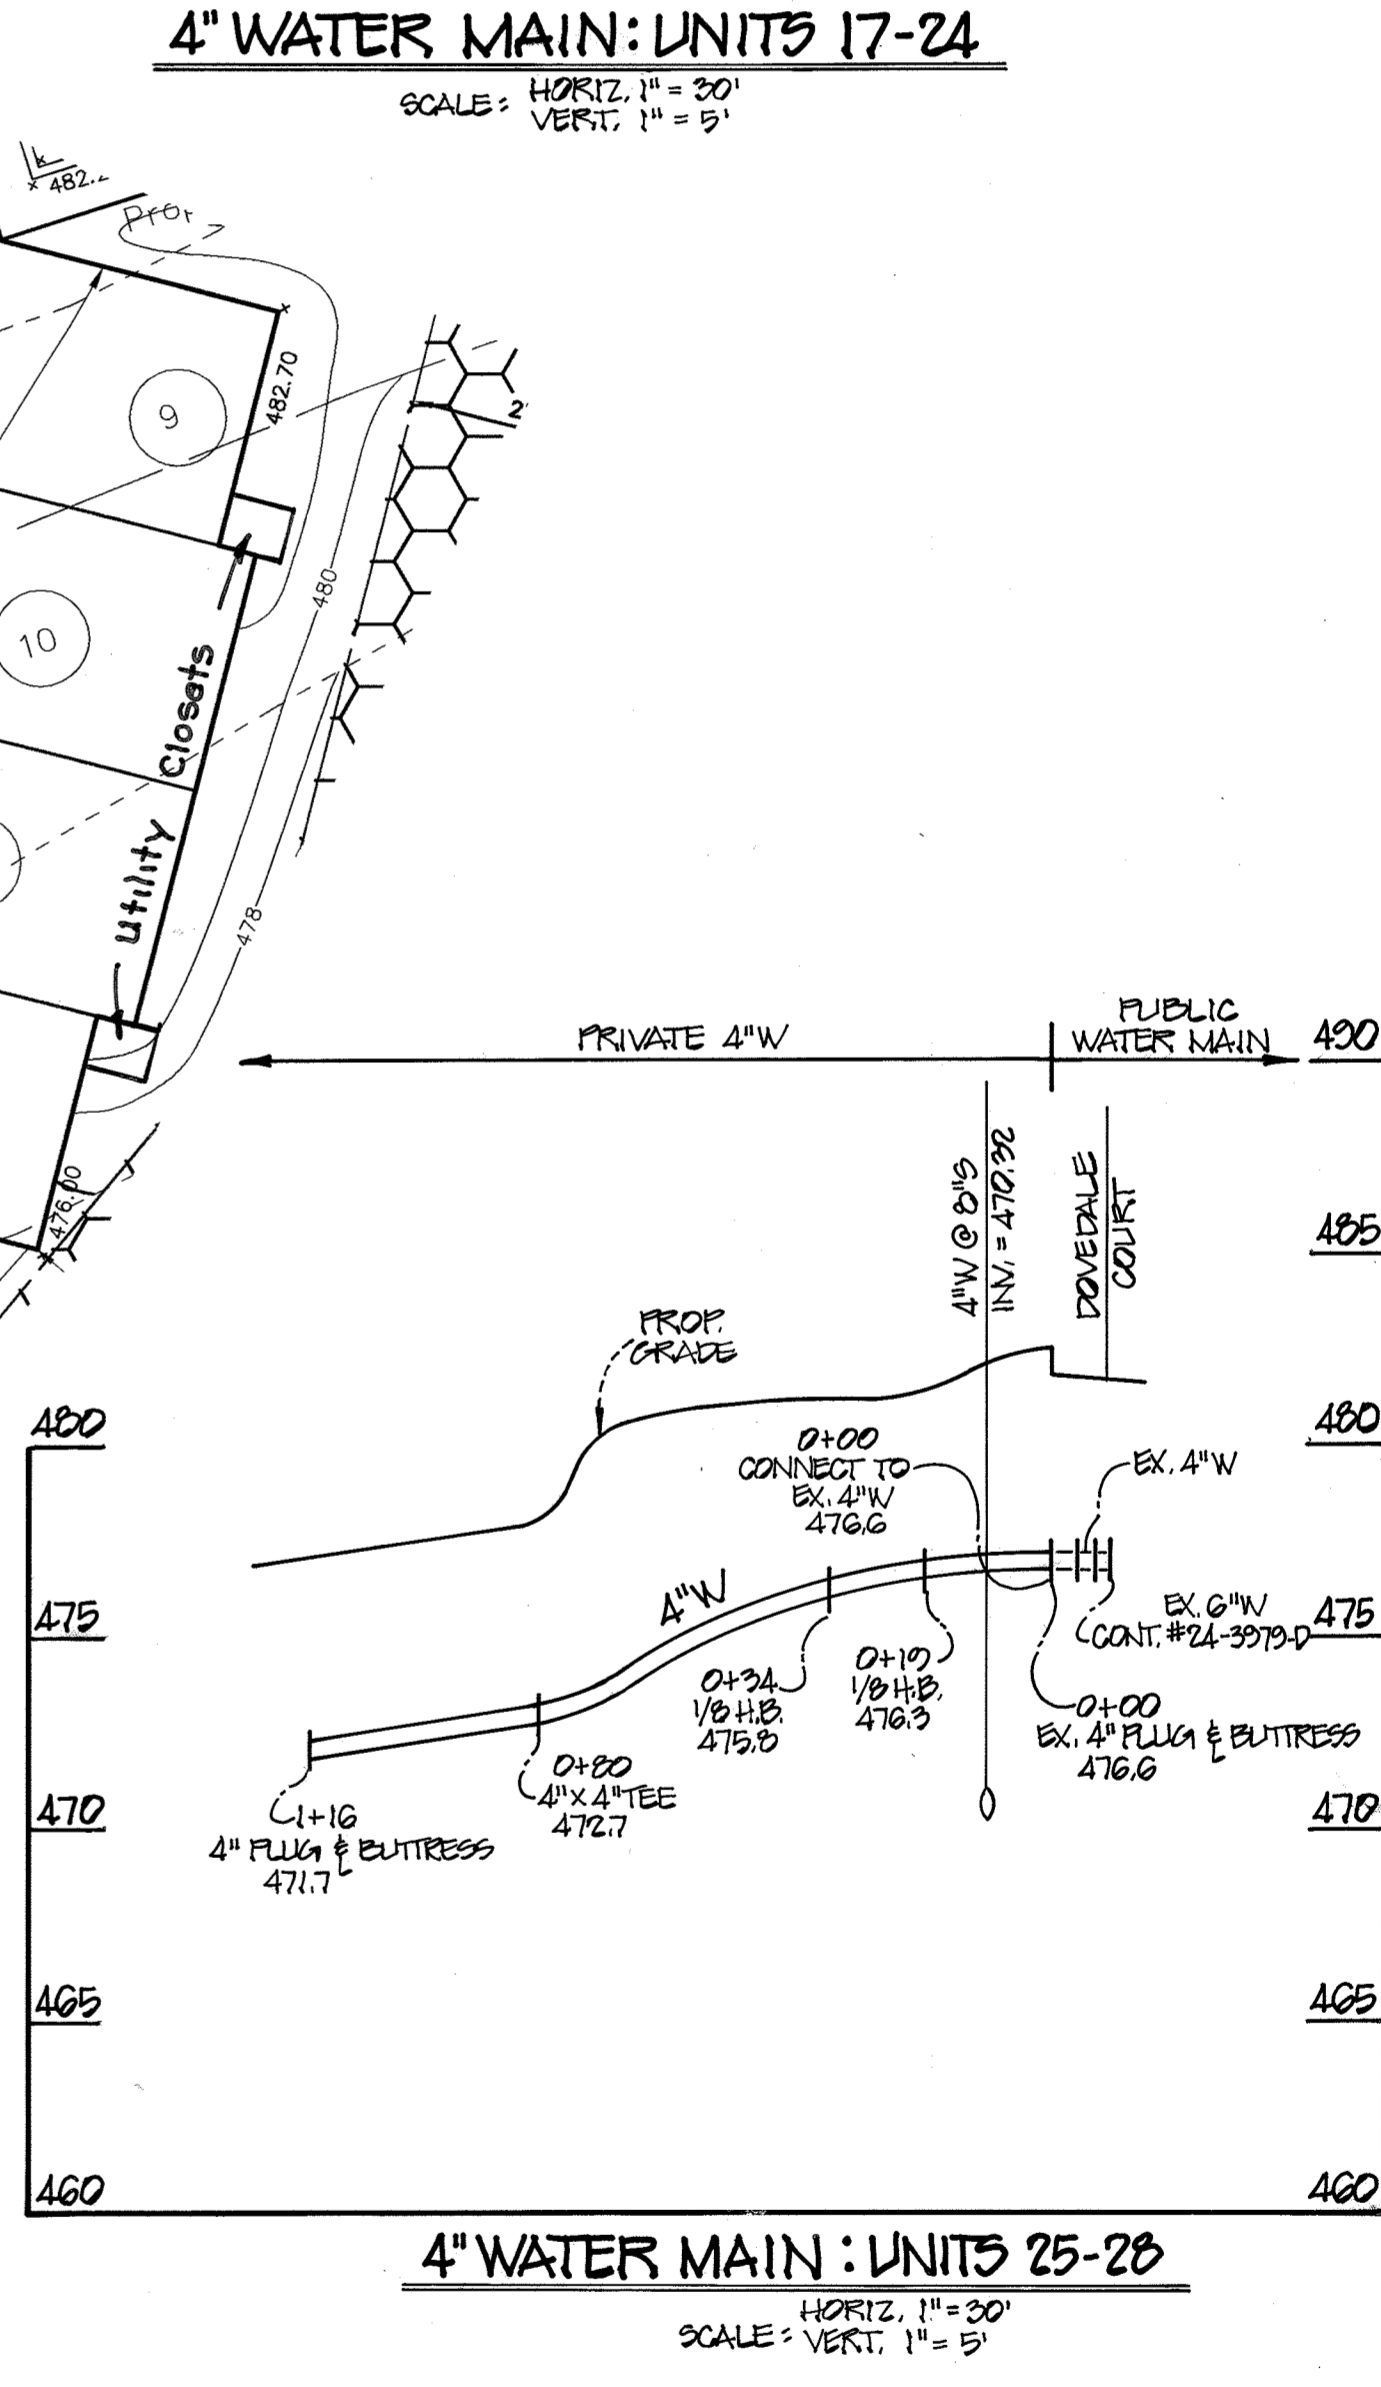 4" WATER MAIN: UNITS 17-24
SCALE: HORIZ. 1" = 30'
VERT. 1" = 5'
482.
9
482.70
2'
480
10
Closets
478
Utility
476.00
PRIVATE 4"W
PUBLIC
WATER MAIN
490
4"W @ 8"S
INV. = 470.32
DOVEDALE
COURT
485
PROP.
GRADE
480
480
0+00
CONNECT TO
EX. 4"W
476.6
EX. 4"W
475
475
4"W
EX. 6"W
CONT. #24-3979-D
0+34
1/8 H.B.
475.8
0+19
1/8 H.B.
476.3
0+00
EX. 4" PLUG & BUTTRESS
476.6
0+80
4" X 4" TEE
472.7
470
470
1+16
4" PLUG & BUTTRESS
471.7
465
465
460
460
4" WATER MAIN : UNITS 25-28
SCALE: HORIZ. 1" = 30'
VERT. 1" = 5'